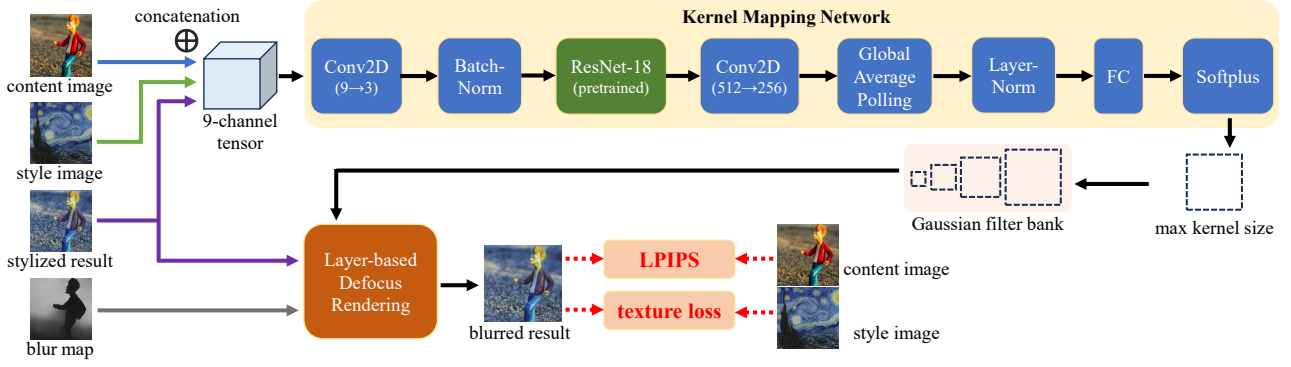 concatenation
content image
style image
stylized result
blur map
9-channel
tensor
Kernel Mapping Network
Conv2D
(9→3)
Batch-
Norm
ResNet-18
(pretrained)
Conv2D
(512→256)
Global
Average
Polling
Layer-
Norm
FC
Softplus
max kernel size
Gaussian filter bank
Layer-based
Defocus
Rendering
blurred result
LPIPS
texture loss
content image
style image